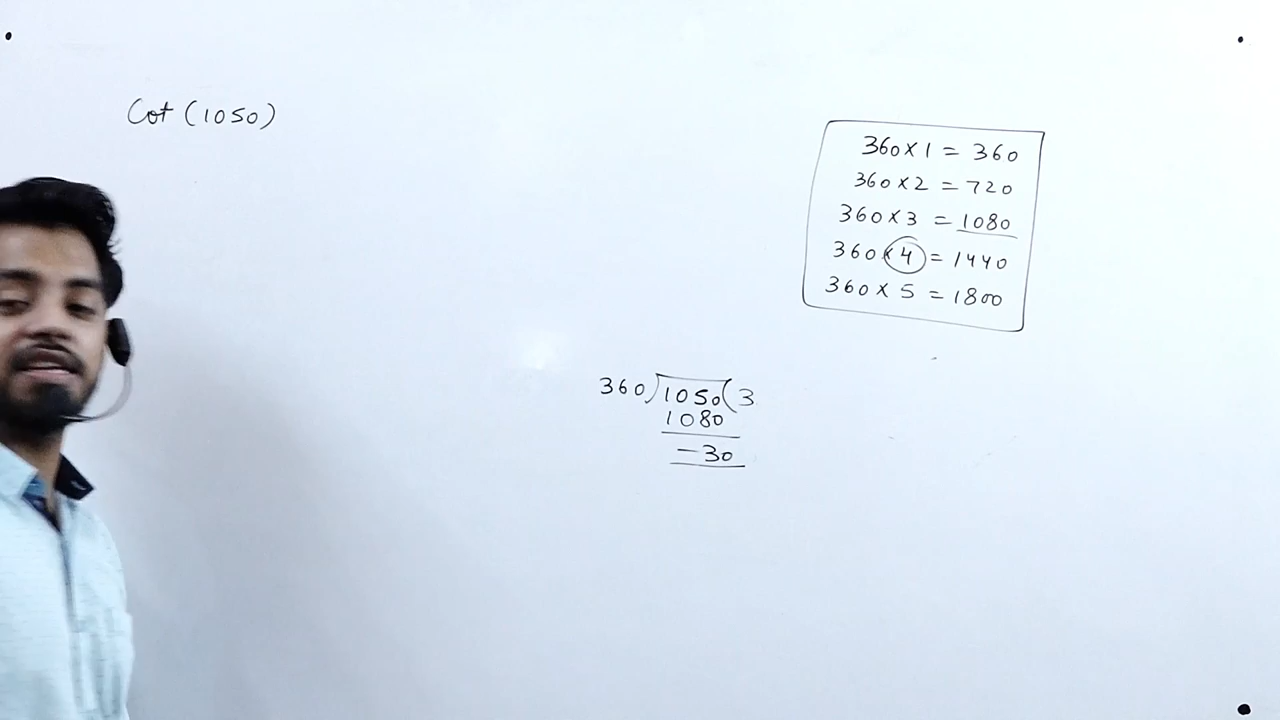 Cot (1050)
360 × 1 = 360
360 × 2 = 720
360 × 3 = 1080
360 × 4 = 1440
360 × 5 = 1800
360)1050(3
1080
-30